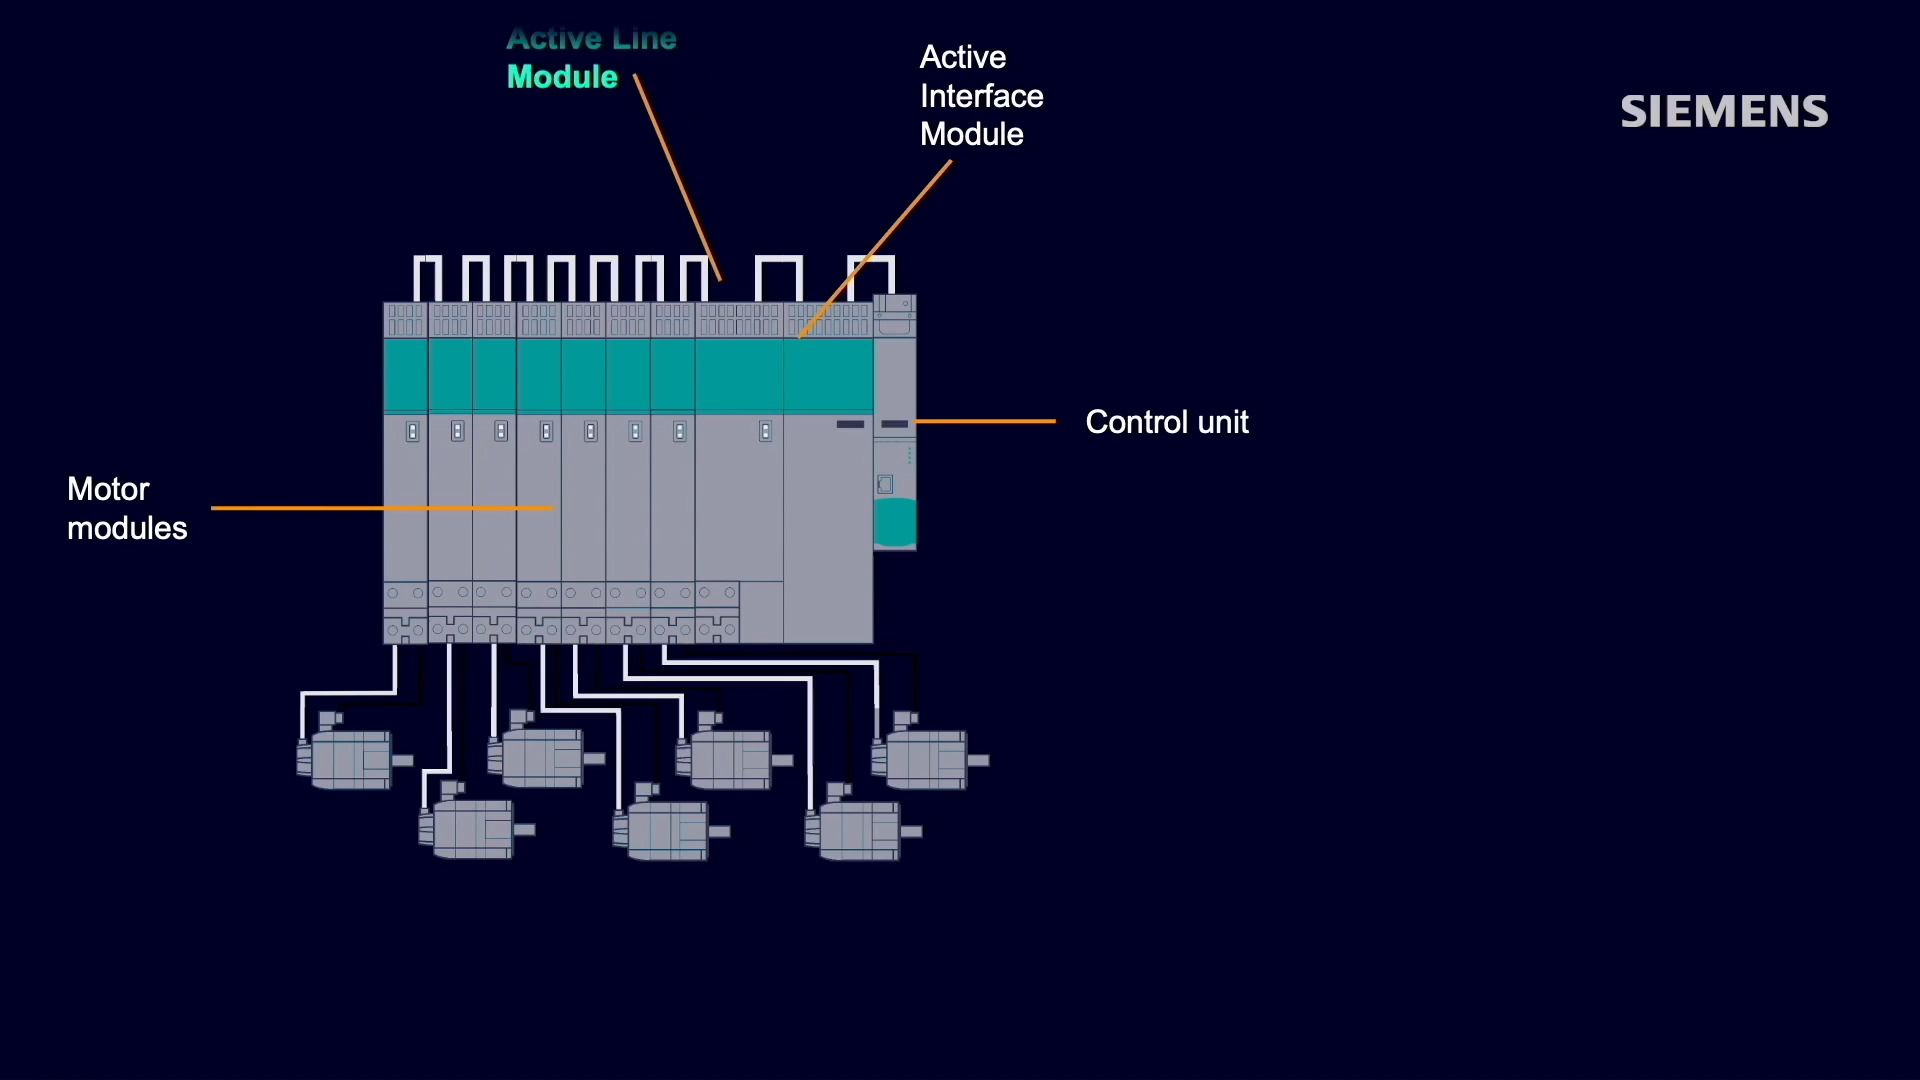 Active Line
Module
Active
Interface
Module
SIEMENS
Control unit
Motor
modules